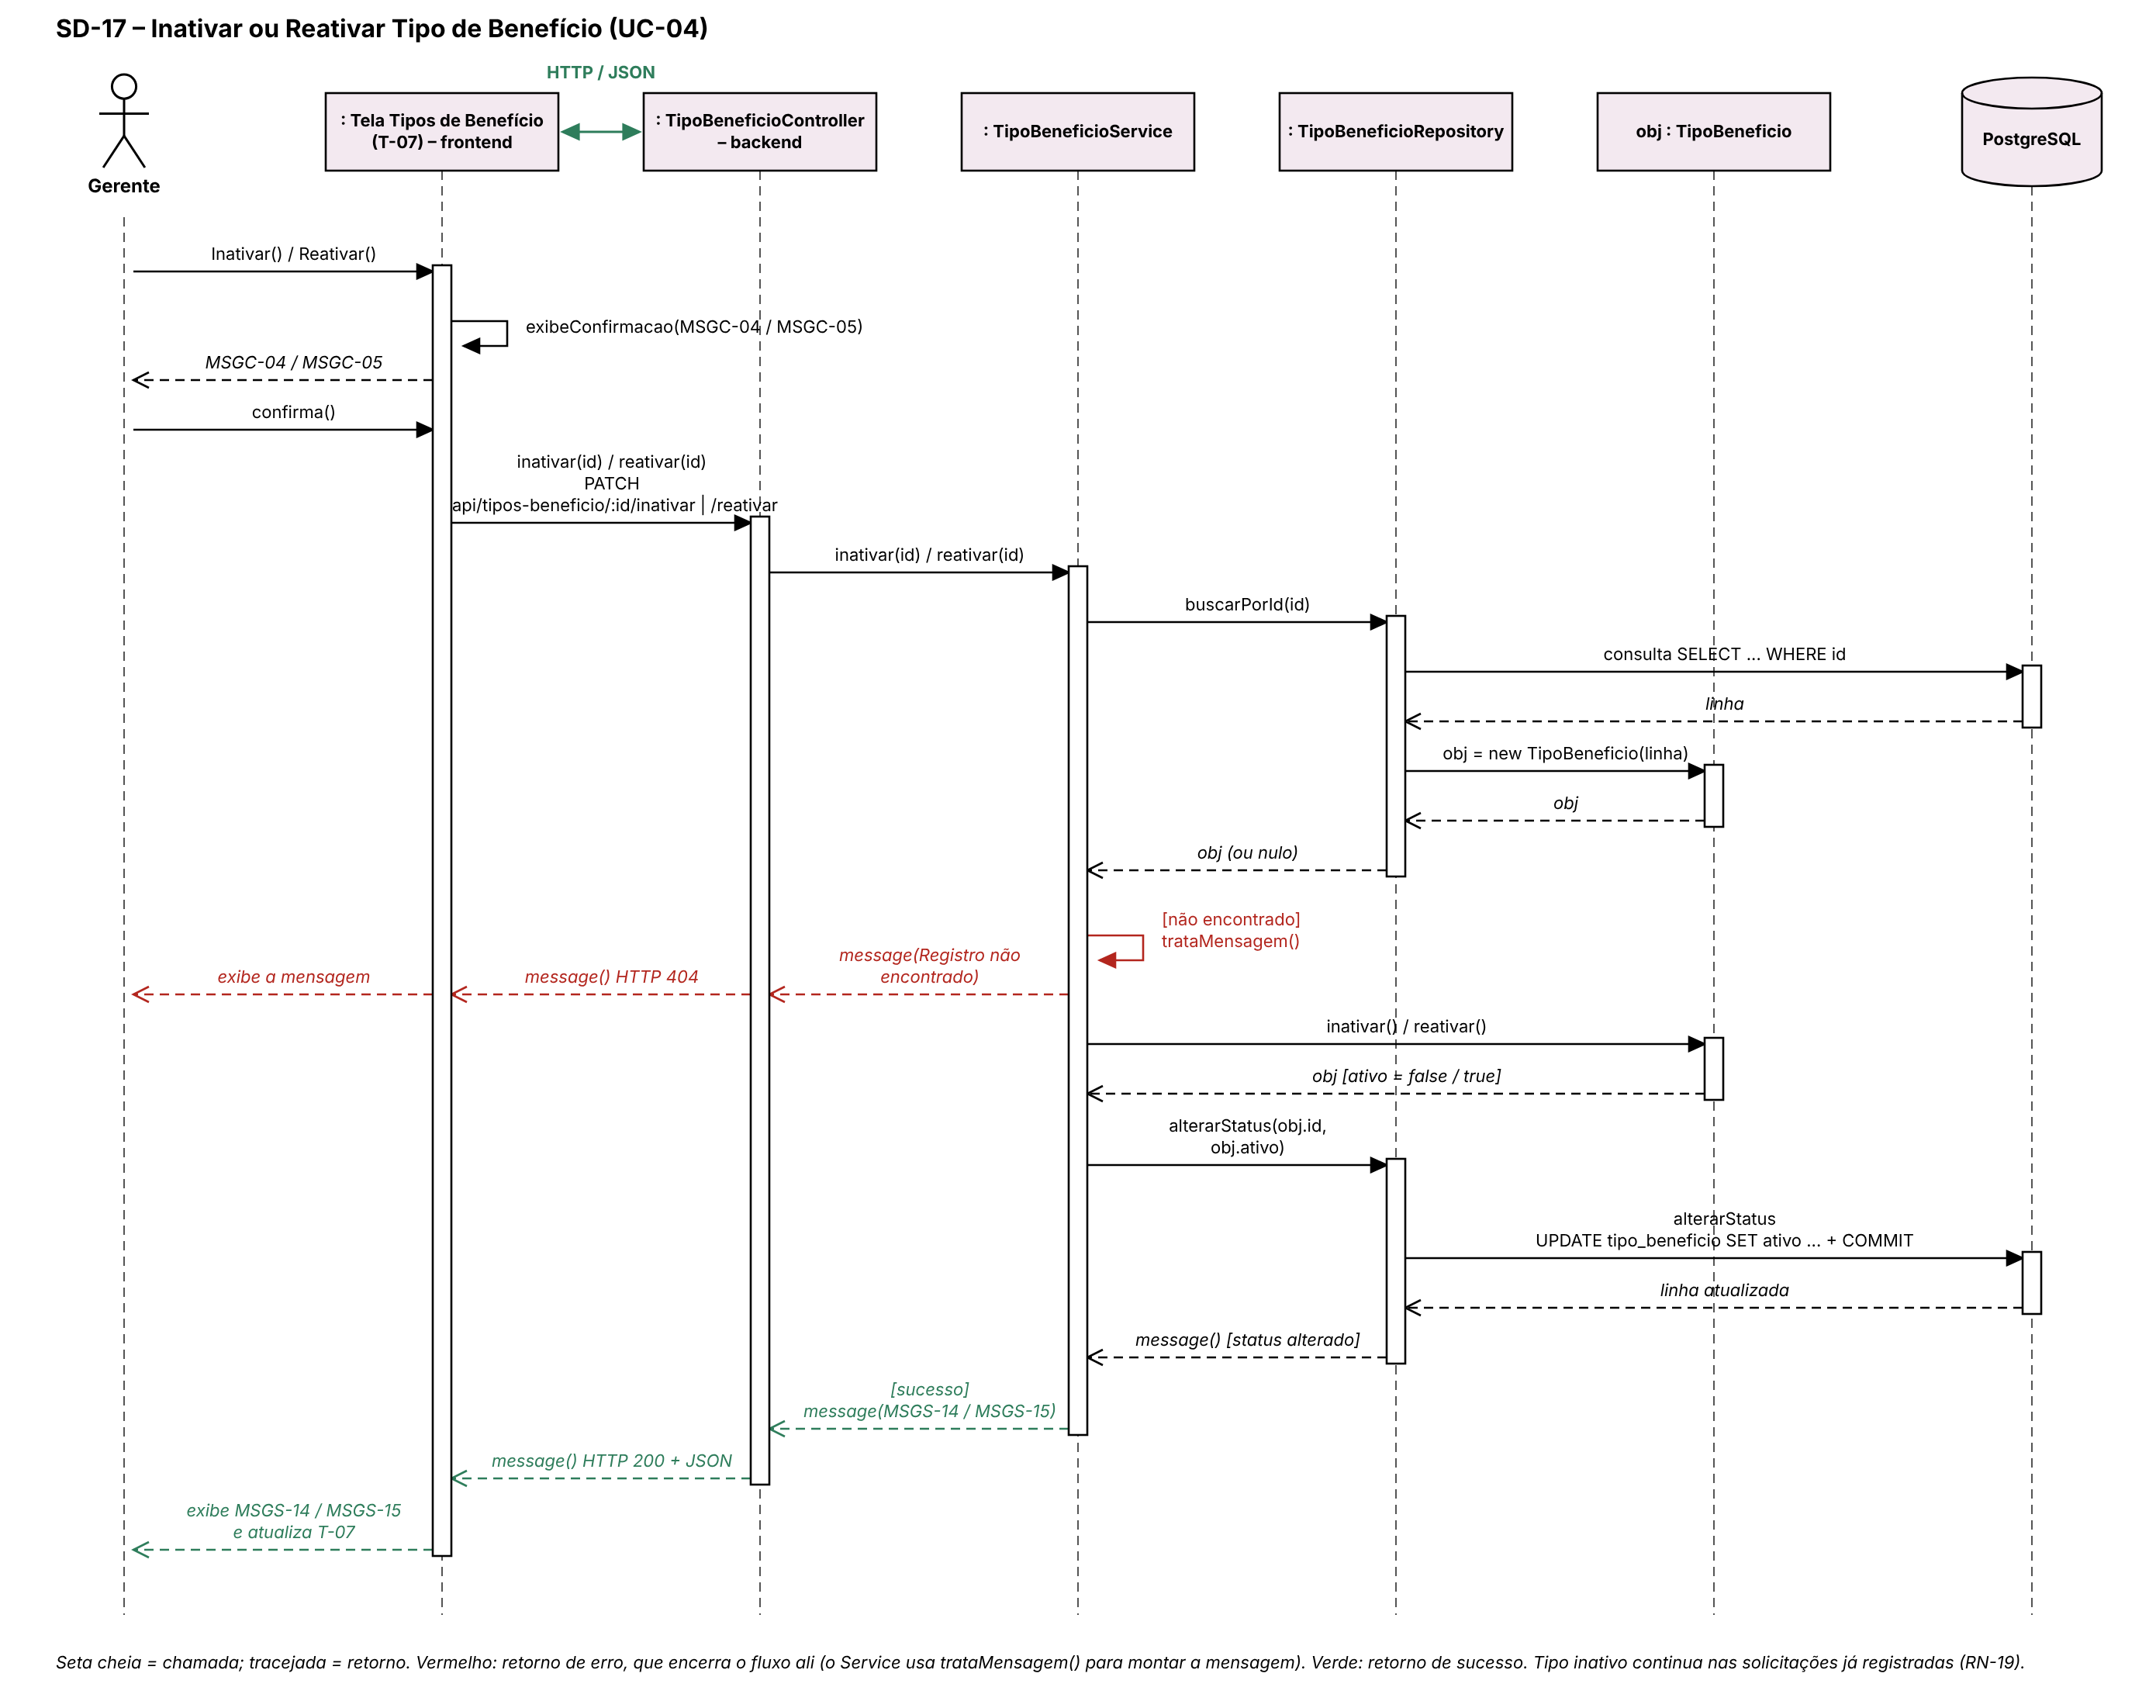 SD-17 – Inativar ou Reativar Tipo de Benefício (UC-04)
HTTP / JSON
Gerente
: Tela Tipos de Benefício
(T-07) – frontend
: TipoBeneficioController
– backend
: TipoBeneficioService
: TipoBeneficioRepository
obj : TipoBeneficio
PostgreSQL
Inativar() / Reativar()
exibeConfirmacao(MSGC-04 / MSGC-05)
MSGC-04 / MSGC-05
confirma()
inativar(id) / reativar(id)
PATCH
api/tipos-beneficio/:id/inativar | /reativar
inativar(id) / reativar(id)
buscarPorId(id)
consulta SELECT ... WHERE id
linha
obj = new TipoBeneficio(linha)
obj
obj (ou nulo)
[não encontrado]
trataMensagem()
message(Registro não
encontrado)
message() HTTP 404
exibe a mensagem
inativar() / reativar()
obj [ativo = false / true]
alterarStatus(obj.id,
obj.ativo)
alterarStatus
UPDATE tipo_beneficio SET ativo ... + COMMIT
linha atualizada
message() [status alterado]
[sucesso]
message(MSGS-14 / MSGS-15)
message() HTTP 200 + JSON
exibe MSGS-14 / MSGS-15
e atualiza T-07
Seta cheia = chamada; tracejada = retorno. Vermelho: retorno de erro, que encerra o fluxo ali (o Service usa trataMensagem() para montar a mensagem). Verde: retorno de sucesso. Tipo inativo continua nas solicitações já registradas (RN-19).